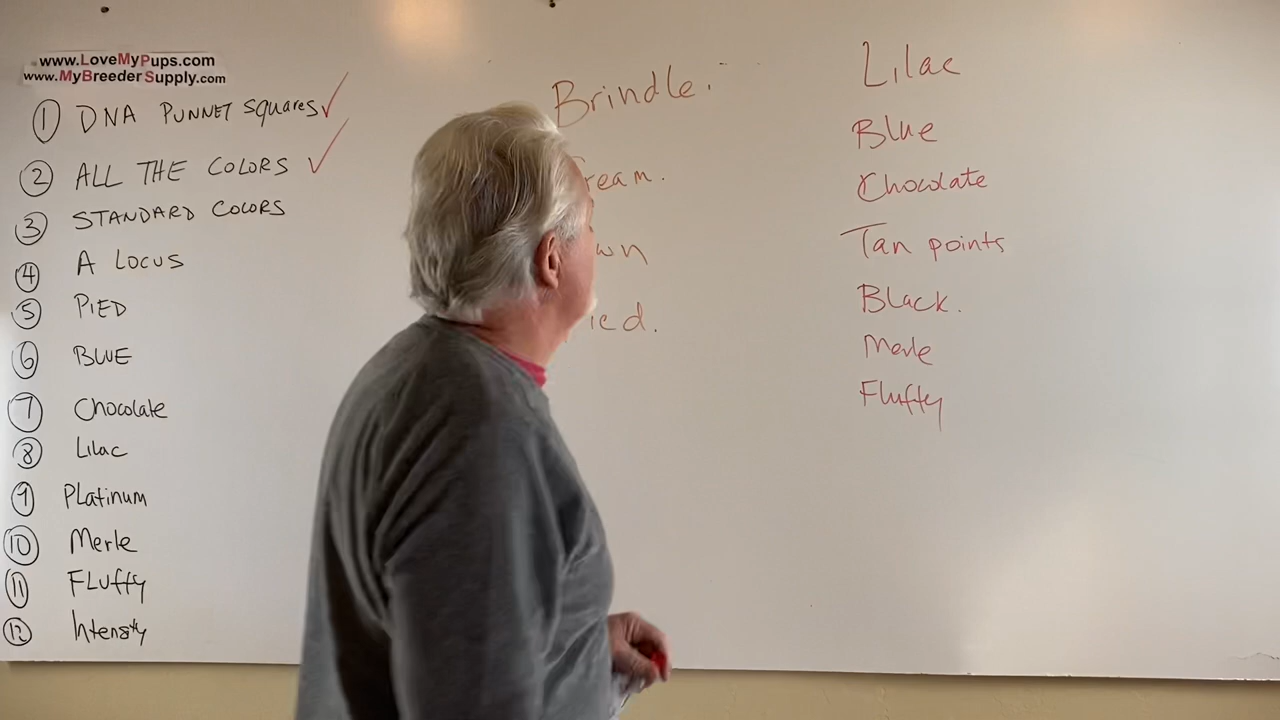 www.LoveMyPups.com
www.MyBreederSupply.com
1 DNA PUNNET Squares ✓
2 ALL THE COLORS ✓
3 STANDARD COLORS
4 A LOCUS
5 PIED
6 BLUE
7 Chocolate
8 Lilac
9 Platinum
10 Merle
11 FLuffy
12 Intensty
Brindle.
ream.
wn
ied.
Lilac
Blue
Chocolate
Tan points
Black.
Merle
Fluffy